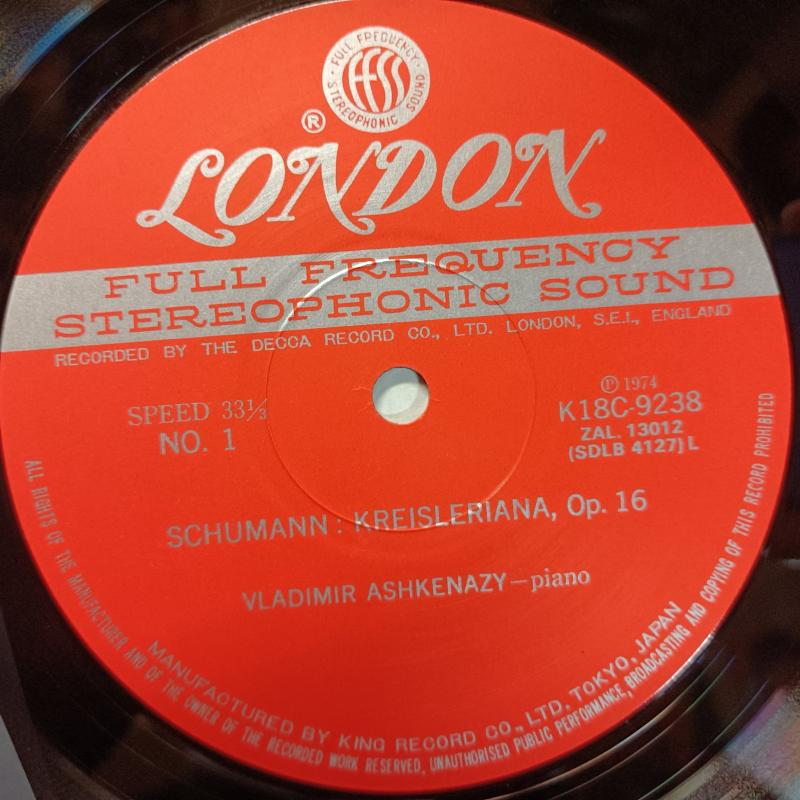 FULL FREQUENCY
ffss
STEREOPHONIC SOUND
®
LONDON
FULL FREQUENCY
STEREOPHONIC SOUND
RECORDED BY THE DECCA RECORD CO., LTD. LONDON, S.E.I., ENGLAND
SPEED 33⅓
NO. 1
℗ 1974
K18C-9238
ZAL. 13012
(SDLB 4127) L
SCHUMANN : KREISLERIANA, Op. 16
VLADIMIR ASHKENAZY—piano
MANUFACTURED BY KING RECORD CO., LTD. TOKYO, JAPAN
ALL RIGHTS OF THE MANUFACTURER AND OF THE OWNER OF THE RECORDED WORK RESERVED, UNAUTHORISED PUBLIC PERFORMANCE, BROADCASTING AND COPYING OF THIS RECORD PROHIBITED